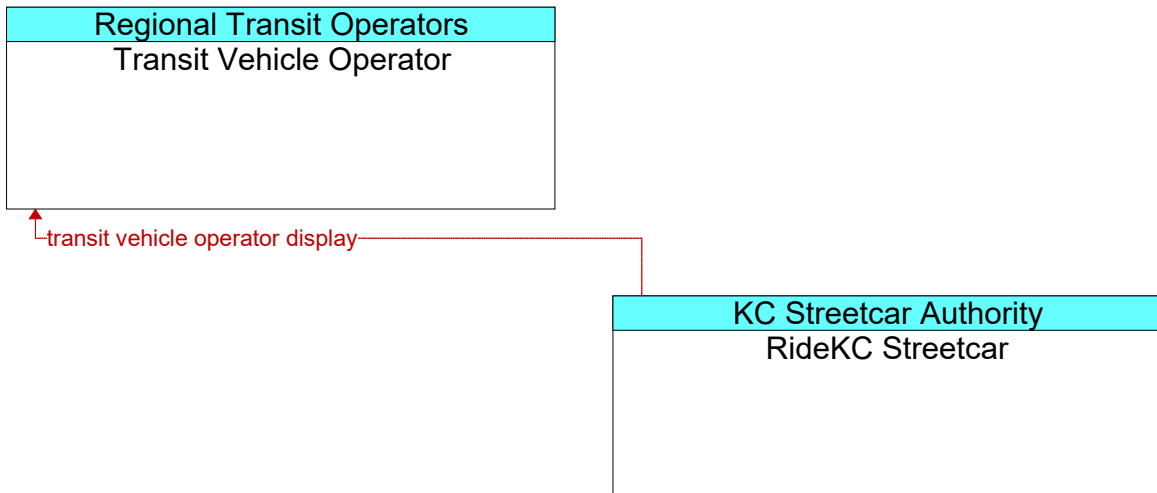 Regional Transit Operators
Transit Vehicle Operator
transit vehicle operator display
KC Streetcar Authority
RideKC Streetcar